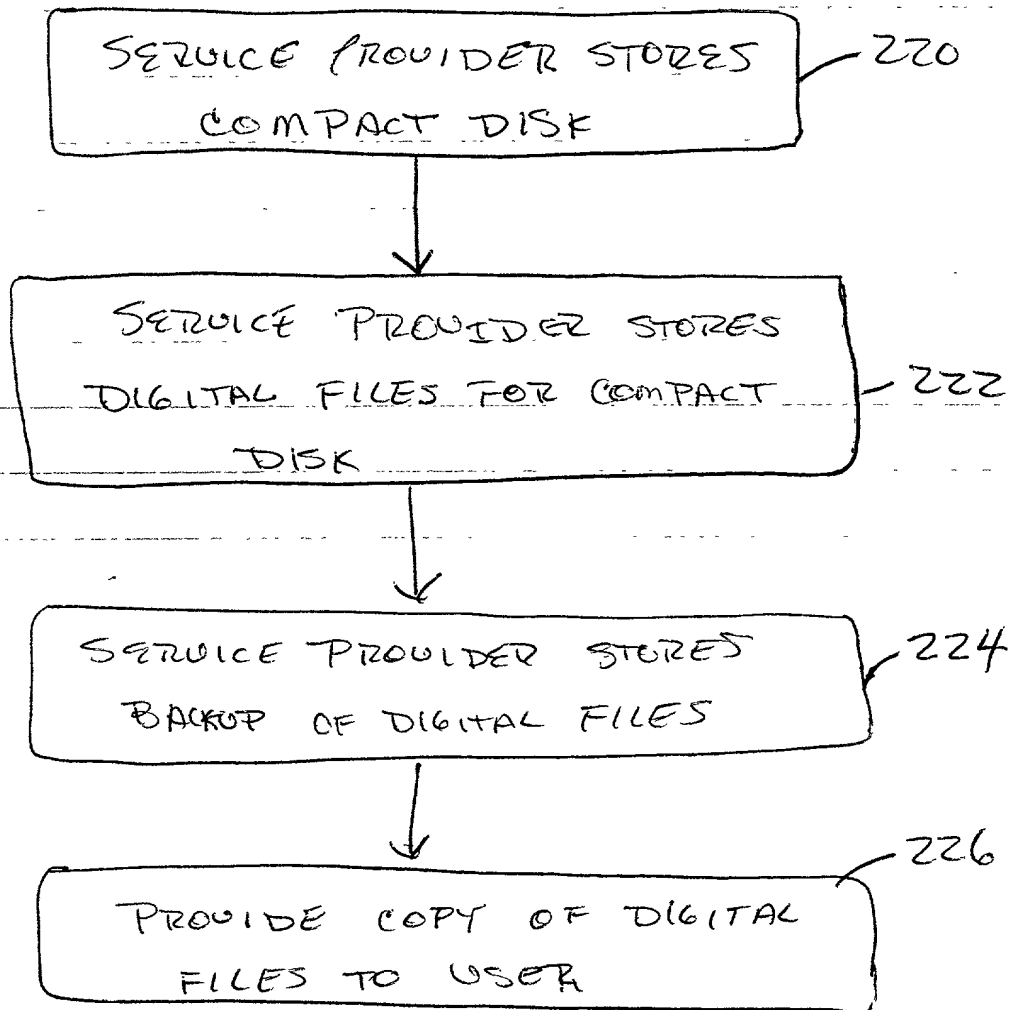 SERVICE PROVIDER STORES
COMPACT DISK
220
SERVICE PROVIDER STORES
DIGITAL FILES FOR COMPACT
DISK
222
SERVICE PROVIDER STORES
BACKUP OF DIGITAL FILES
224
PROVIDE COPY OF DIGITAL
FILES TO USER
226